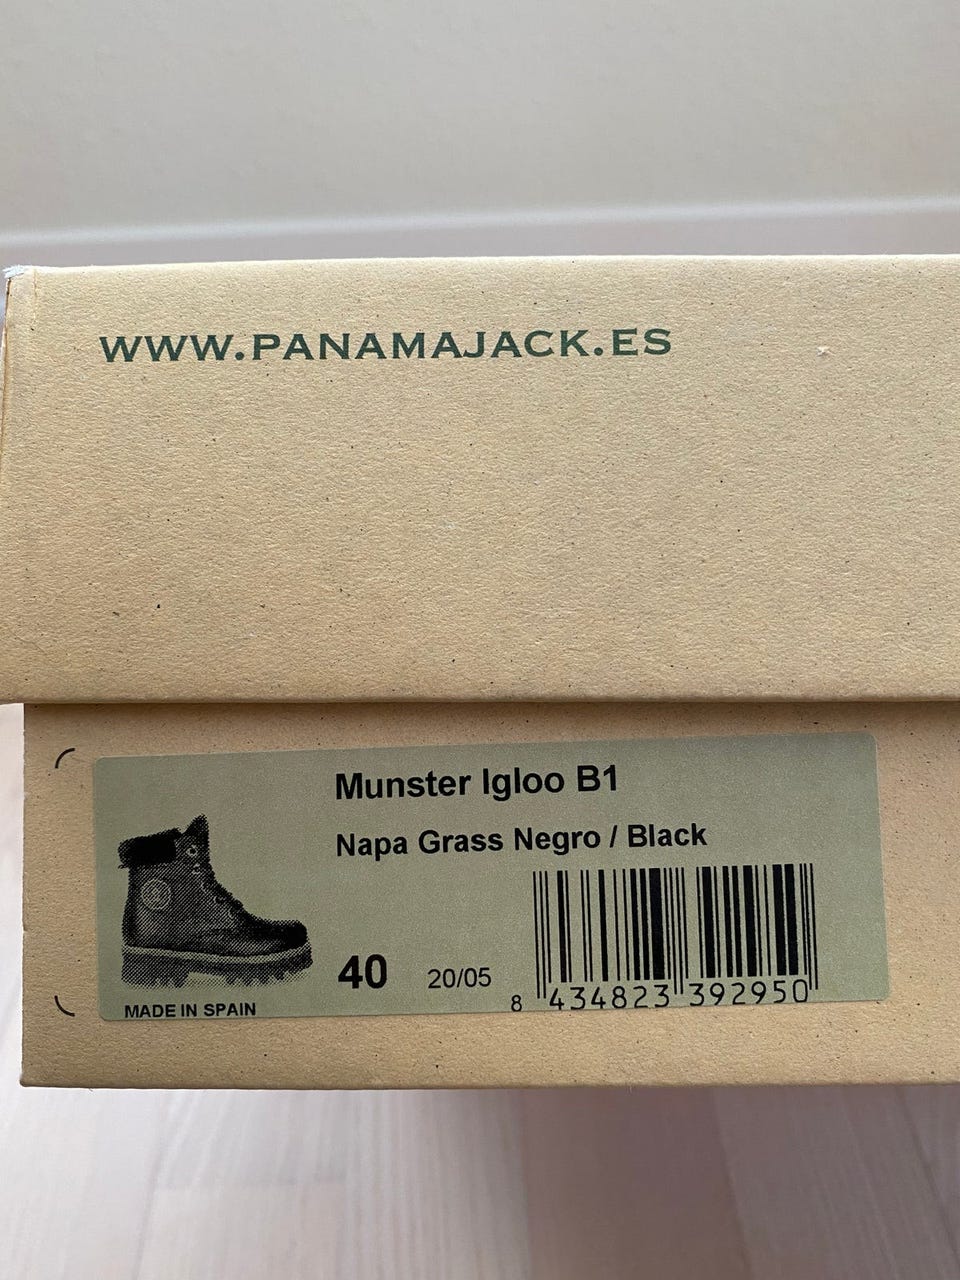 WWW.PANAMAJACK.ES
Munster Igloo B1
Napa Grass Negro / Black
40 20/05
8 434823 392950
MADE IN SPAIN